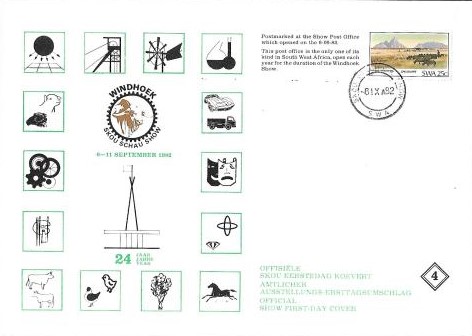 Postmarked at the Show Post Office
which opened on the 6-09-82
This post office is the only one of its
kind in South West Africa, open each
year for the duration of the Windhoek
Show.
SWA 25c
-6IXA82
SWA
WINDHOEK
SKOU SCHAU SHOW
6-11 SEPTEMBER 1982
24 JAAR
JAHRE
YEAR
OFFISIËLE
SKOU EERSTEDAG KOEVERT
AMTLICHER
AUSSTELLUNGS-ERSTTAGSUMSCHLAG
OFFICIAL
SHOW FIRST-DAY COVER
4